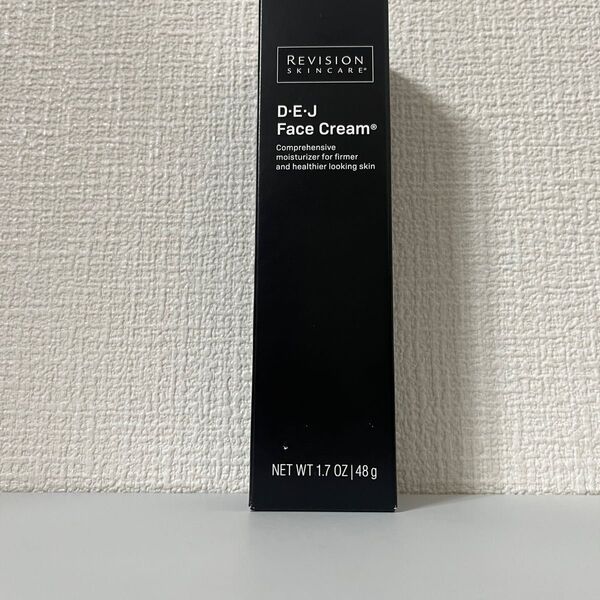 REVISION
SKINCARE®
D·E·J
Face Cream®
Comprehensive
moisturizer for firmer
and healthier looking skin
NET WT 1.7 OZ | 48 g